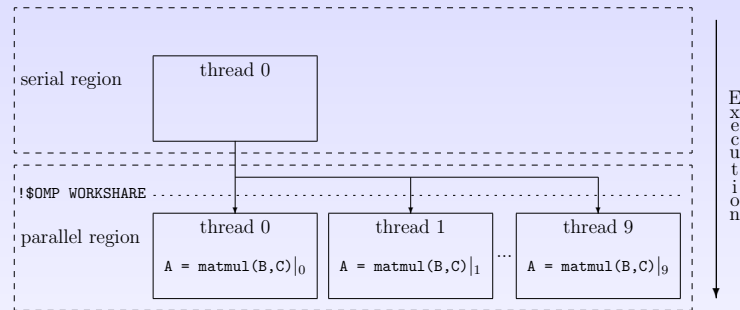 thread 0
serial region
!$OMP WORKSHARE
thread 0 thread 1 thread 9
parallel region
A = matmul(B,C)|0 A = matmul(B,C)|1 ... A = matmul(B,C)|9
Execution